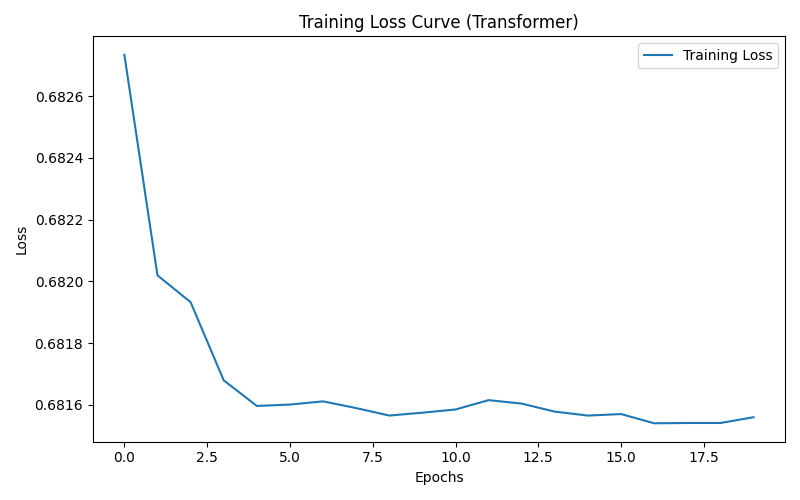 Training Loss Curve (Transformer)
Training Loss
0.6826
0.6824
0.6822
0.6820
0.6818
0.6816
Loss
0.0 2.5 5.0 7.5 10.0 12.5 15.0 17.5
Epochs